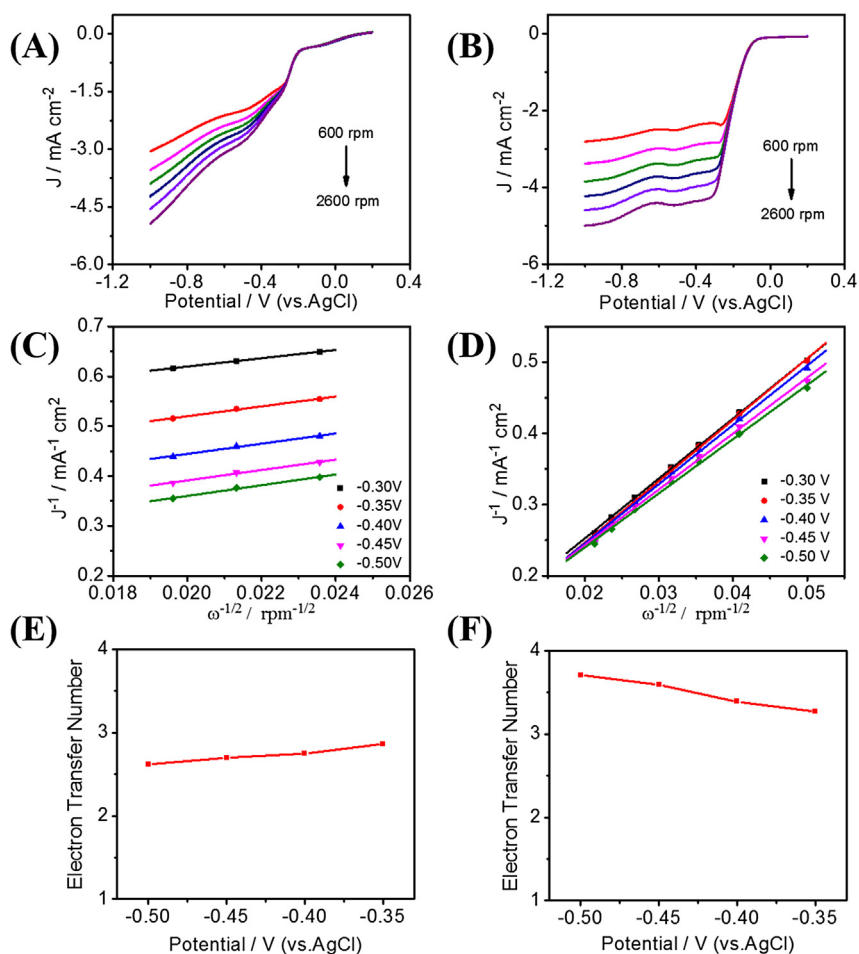 (A)
0.0
-1.5
-3.0
-4.5
-6.0
J / mA cm-2
600 rpm
2600 rpm
-1.2 -0.8 -0.4 0.0 0.4
Potential / V (vs.AgCl)
(B)
0
-2
-4
-6
J / mA cm-2
600 rpm
2600 rpm
-1.2 -0.8 -0.4 0.0 0.4
Potential / V (vs.AgCl)
(C)
0.7
0.6
0.5
0.4
0.3
0.2
J-1 / mA-1 cm2
-0.30V
-0.35V
-0.40V
-0.45V
-0.50V
0.018 0.020 0.022 0.024 0.026
ω-1/2 / rpm-1/2
(D)
0.5
0.4
0.3
0.2
J-1 / mA-1 cm2
-0.30 V
-0.35 V
-0.40 V
-0.45 V
-0.50 V
0.02 0.03 0.04 0.05
ω-1/2 / rpm-1/2
(E)
4
3
2
1
Electron Transfer Number
-0.50 -0.45 -0.40 -0.35
Potential / V (vs.AgCl)
(F)
4
3
2
1
Electron Transfer Number
-0.50 -0.45 -0.40 -0.35
Potential / V (vs.AgCl)